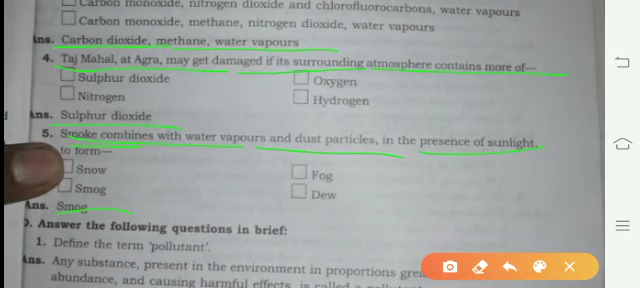 Carbon monoxide, nitrogen dioxide and chlorofluorocarbons, water vapours
Carbon monoxide, methane, nitrogen dioxide, water vapours
Ans. Carbon dioxide, methane, water vapours
4. Taj Mahal, at Agra, may get damaged if its surrounding atmosphere contains more of—
Sulphur dioxide
Oxygen
Nitrogen
Hydrogen
Ans. Sulphur dioxide
5. Smoke combines with water vapours and dust particles, in the presence of sunlight,
to form—
Snow
Fog
Smog
Dew
Ans. Smog
D. Answer the following questions in brief:
1. Define the term 'pollutant'.
Ans. Any substance, present in the environment in proportions
abundance, and causing harmful effects, is called a